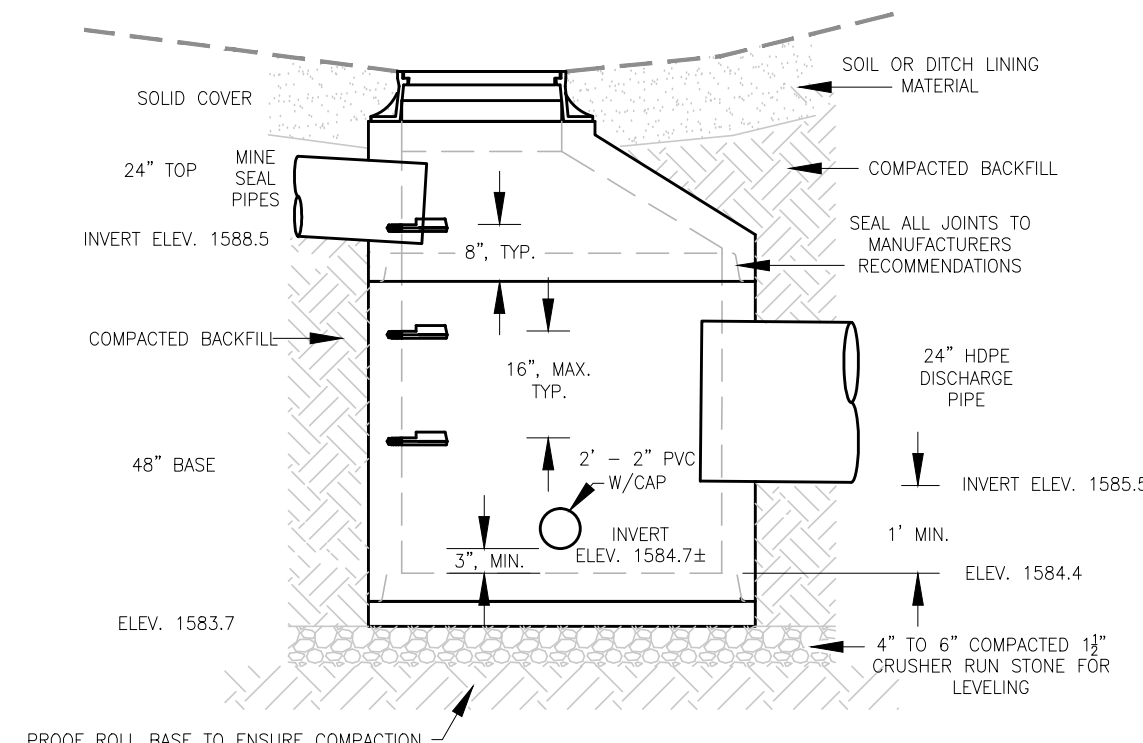 SOLID COVER
24" TOP
MINE
SEAL
PIPES
INVERT ELEV. 1588.5
COMPACTED BACKFILL
48" BASE
ELEV. 1583.7
PROOF ROLL BASE TO ENSURE COMPACTION
8", TYP.
16", MAX.
TYP.
2' - 2" PVC
W/CAP
INVERT
ELEV. 1584.7±
3", MIN.
SOIL OR DITCH LINING
MATERIAL
COMPACTED BACKFILL
SEAL ALL JOINTS TO
MANUFACTURERS
RECOMMENDATIONS
24" HDPE
DISCHARGE
PIPE
INVERT ELEV. 1585.5
1' MIN.
ELEV. 1584.4
4" TO 6" COMPACTED 1½"
CRUSHER RUN STONE FOR
LEVELING